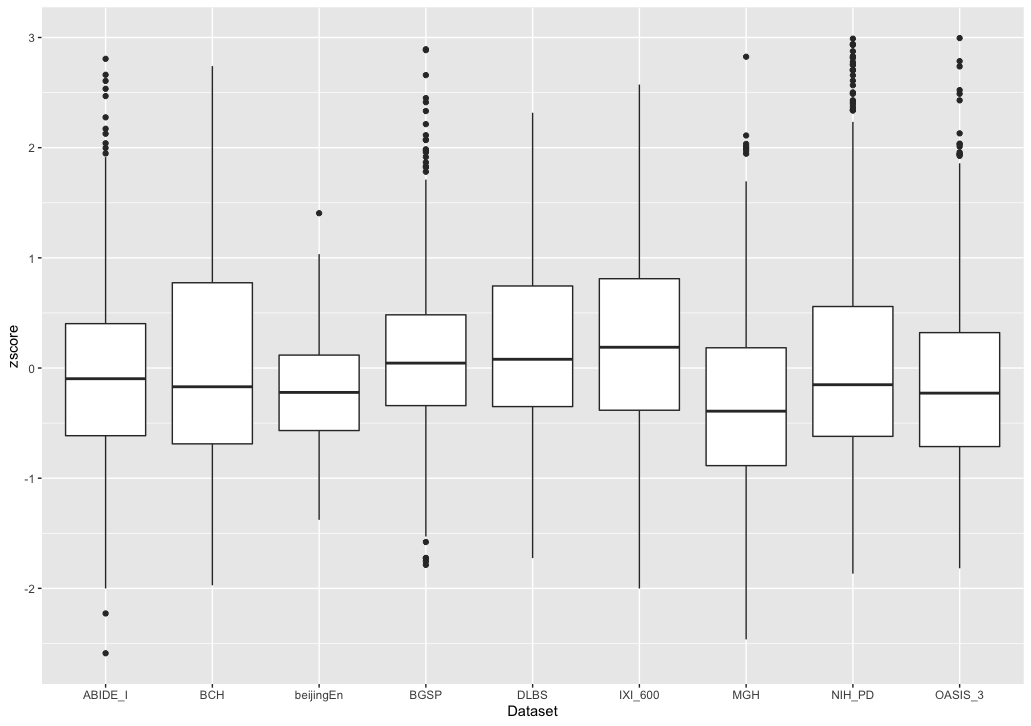 3
2
1
0
-1
-2
zscore
ABIDE_I BCH beijingEn BGSP DLBS IXI_600 MGH NIH_PD OASIS_3
Dataset